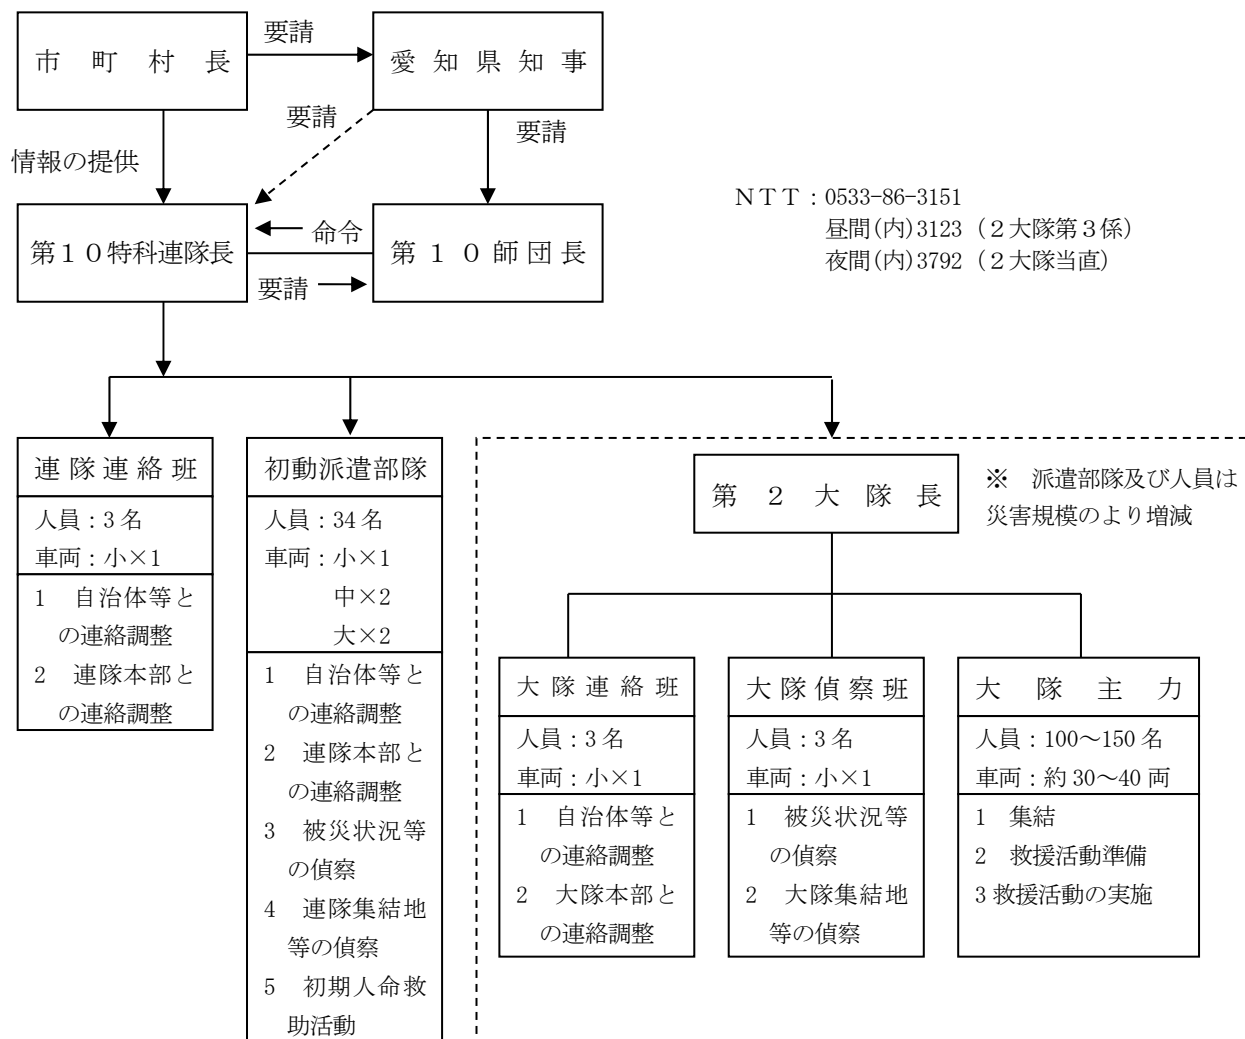 要請
市町村長
愛知県知事
要請
要請
情報の提供
NTT：0533-86-3151
昼間(内)3123（２大隊第３係）
夜間(内)3792（２大隊当直）
第１０特科連隊長
命令
第１０師団長
要請
連隊連絡班
人員：3名
車両：小×1
1　自治体等と
の連絡調整
2　連隊本部と
の連絡調整
初動派遣部隊
人員：34名
車両：小×1
中×2
大×2
1　自治体等と
の連絡調整
2　連隊本部と
の連絡調整
3　被災状況等
の偵察
4　連隊集結地
等の偵察
5　初期人命救
助活動
第２大隊長
※　派遣部隊及び人員は
災害規模のより増減
大隊連絡班
人員：3名
車両：小×1
1　自治体等と
の連絡調整
2　大隊本部と
の連絡調整
大隊偵察班
人員：3名
車両：小×1
1　被災状況等
の偵察
2　大隊集結地
等の偵察
大隊主力
人員：100～150名
車両：約30～40両
1　集結
2　救援活動準備
3 救援活動の実施